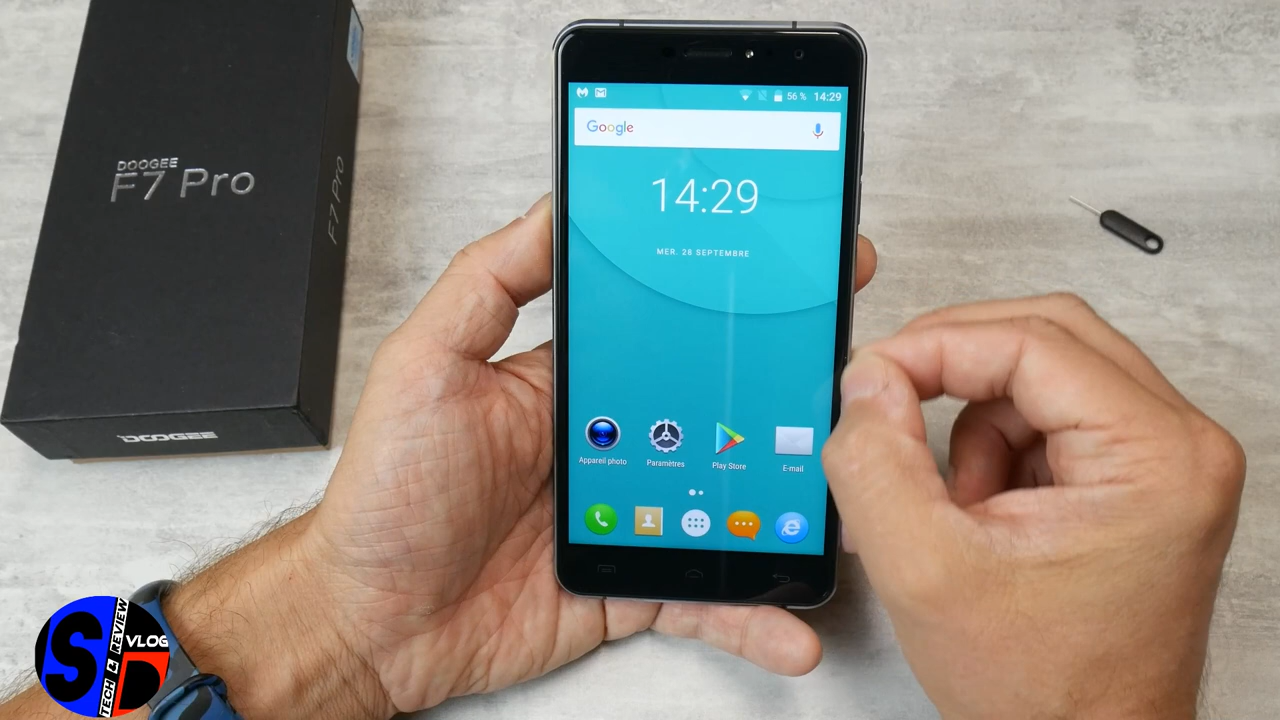 DOOGEE
F7 Pro
F7 Pro
DOOGEE
56 % 14:29
Google
14:29
MER. 28 SEPTEMBRE
Appareil photo
Paramètres
Play Store
E-mail
SD
VLOG
TECH & REVIEW